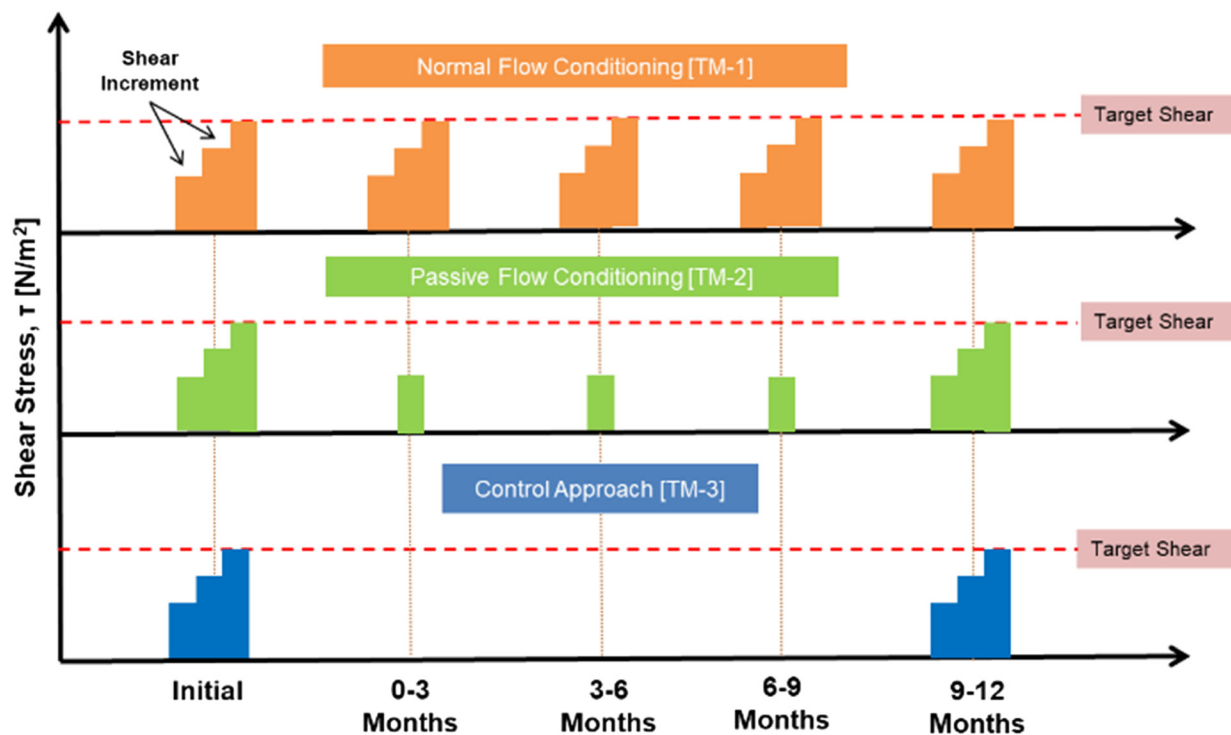 Shear
Increment
Normal Flow Conditioning [TM-1]
Target Shear
Passive Flow Conditioning [TM-2]
Target Shear
Shear Stress, τ [N/m²]
Control Approach [TM-3]
Target Shear
Initial
0-3
Months
3-6
Months
6-9
Months
9-12
Months